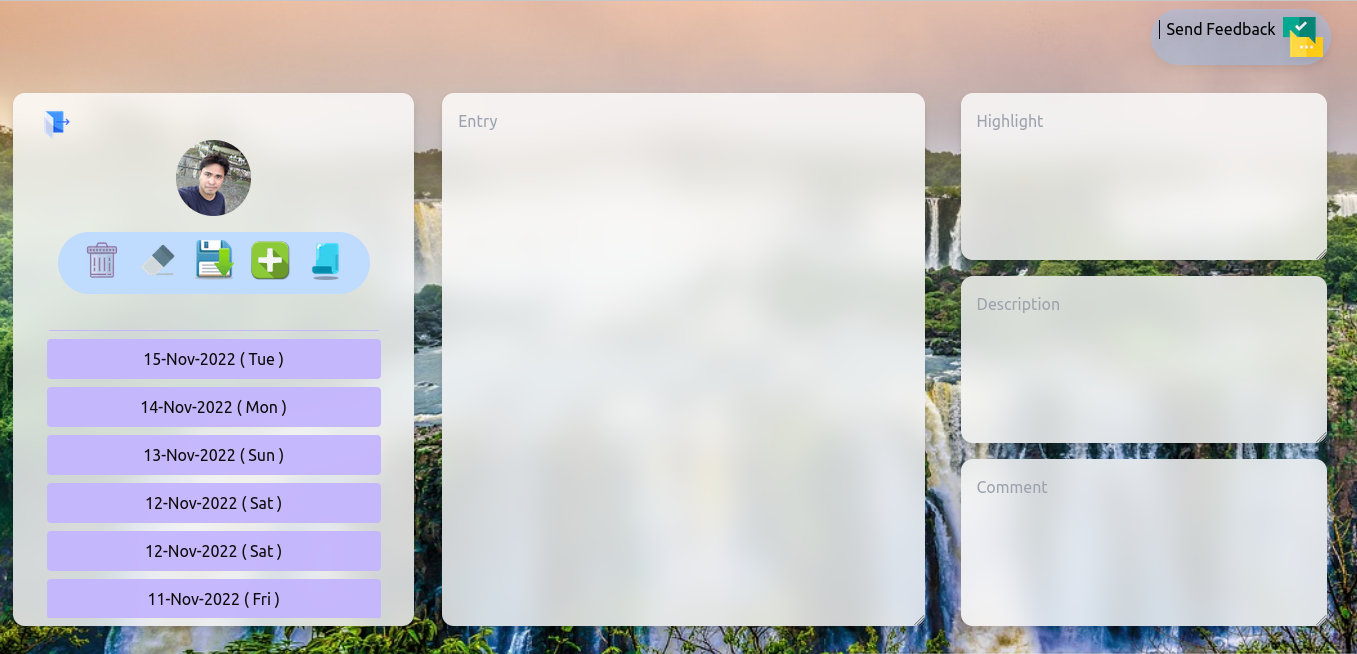 Send Feedback
15-Nov-2022 ( Tue )
14-Nov-2022 ( Mon )
13-Nov-2022 ( Sun )
12-Nov-2022 ( Sat )
12-Nov-2022 ( Sat )
11-Nov-2022 ( Fri )
Entry
Highlight
Description
Comment